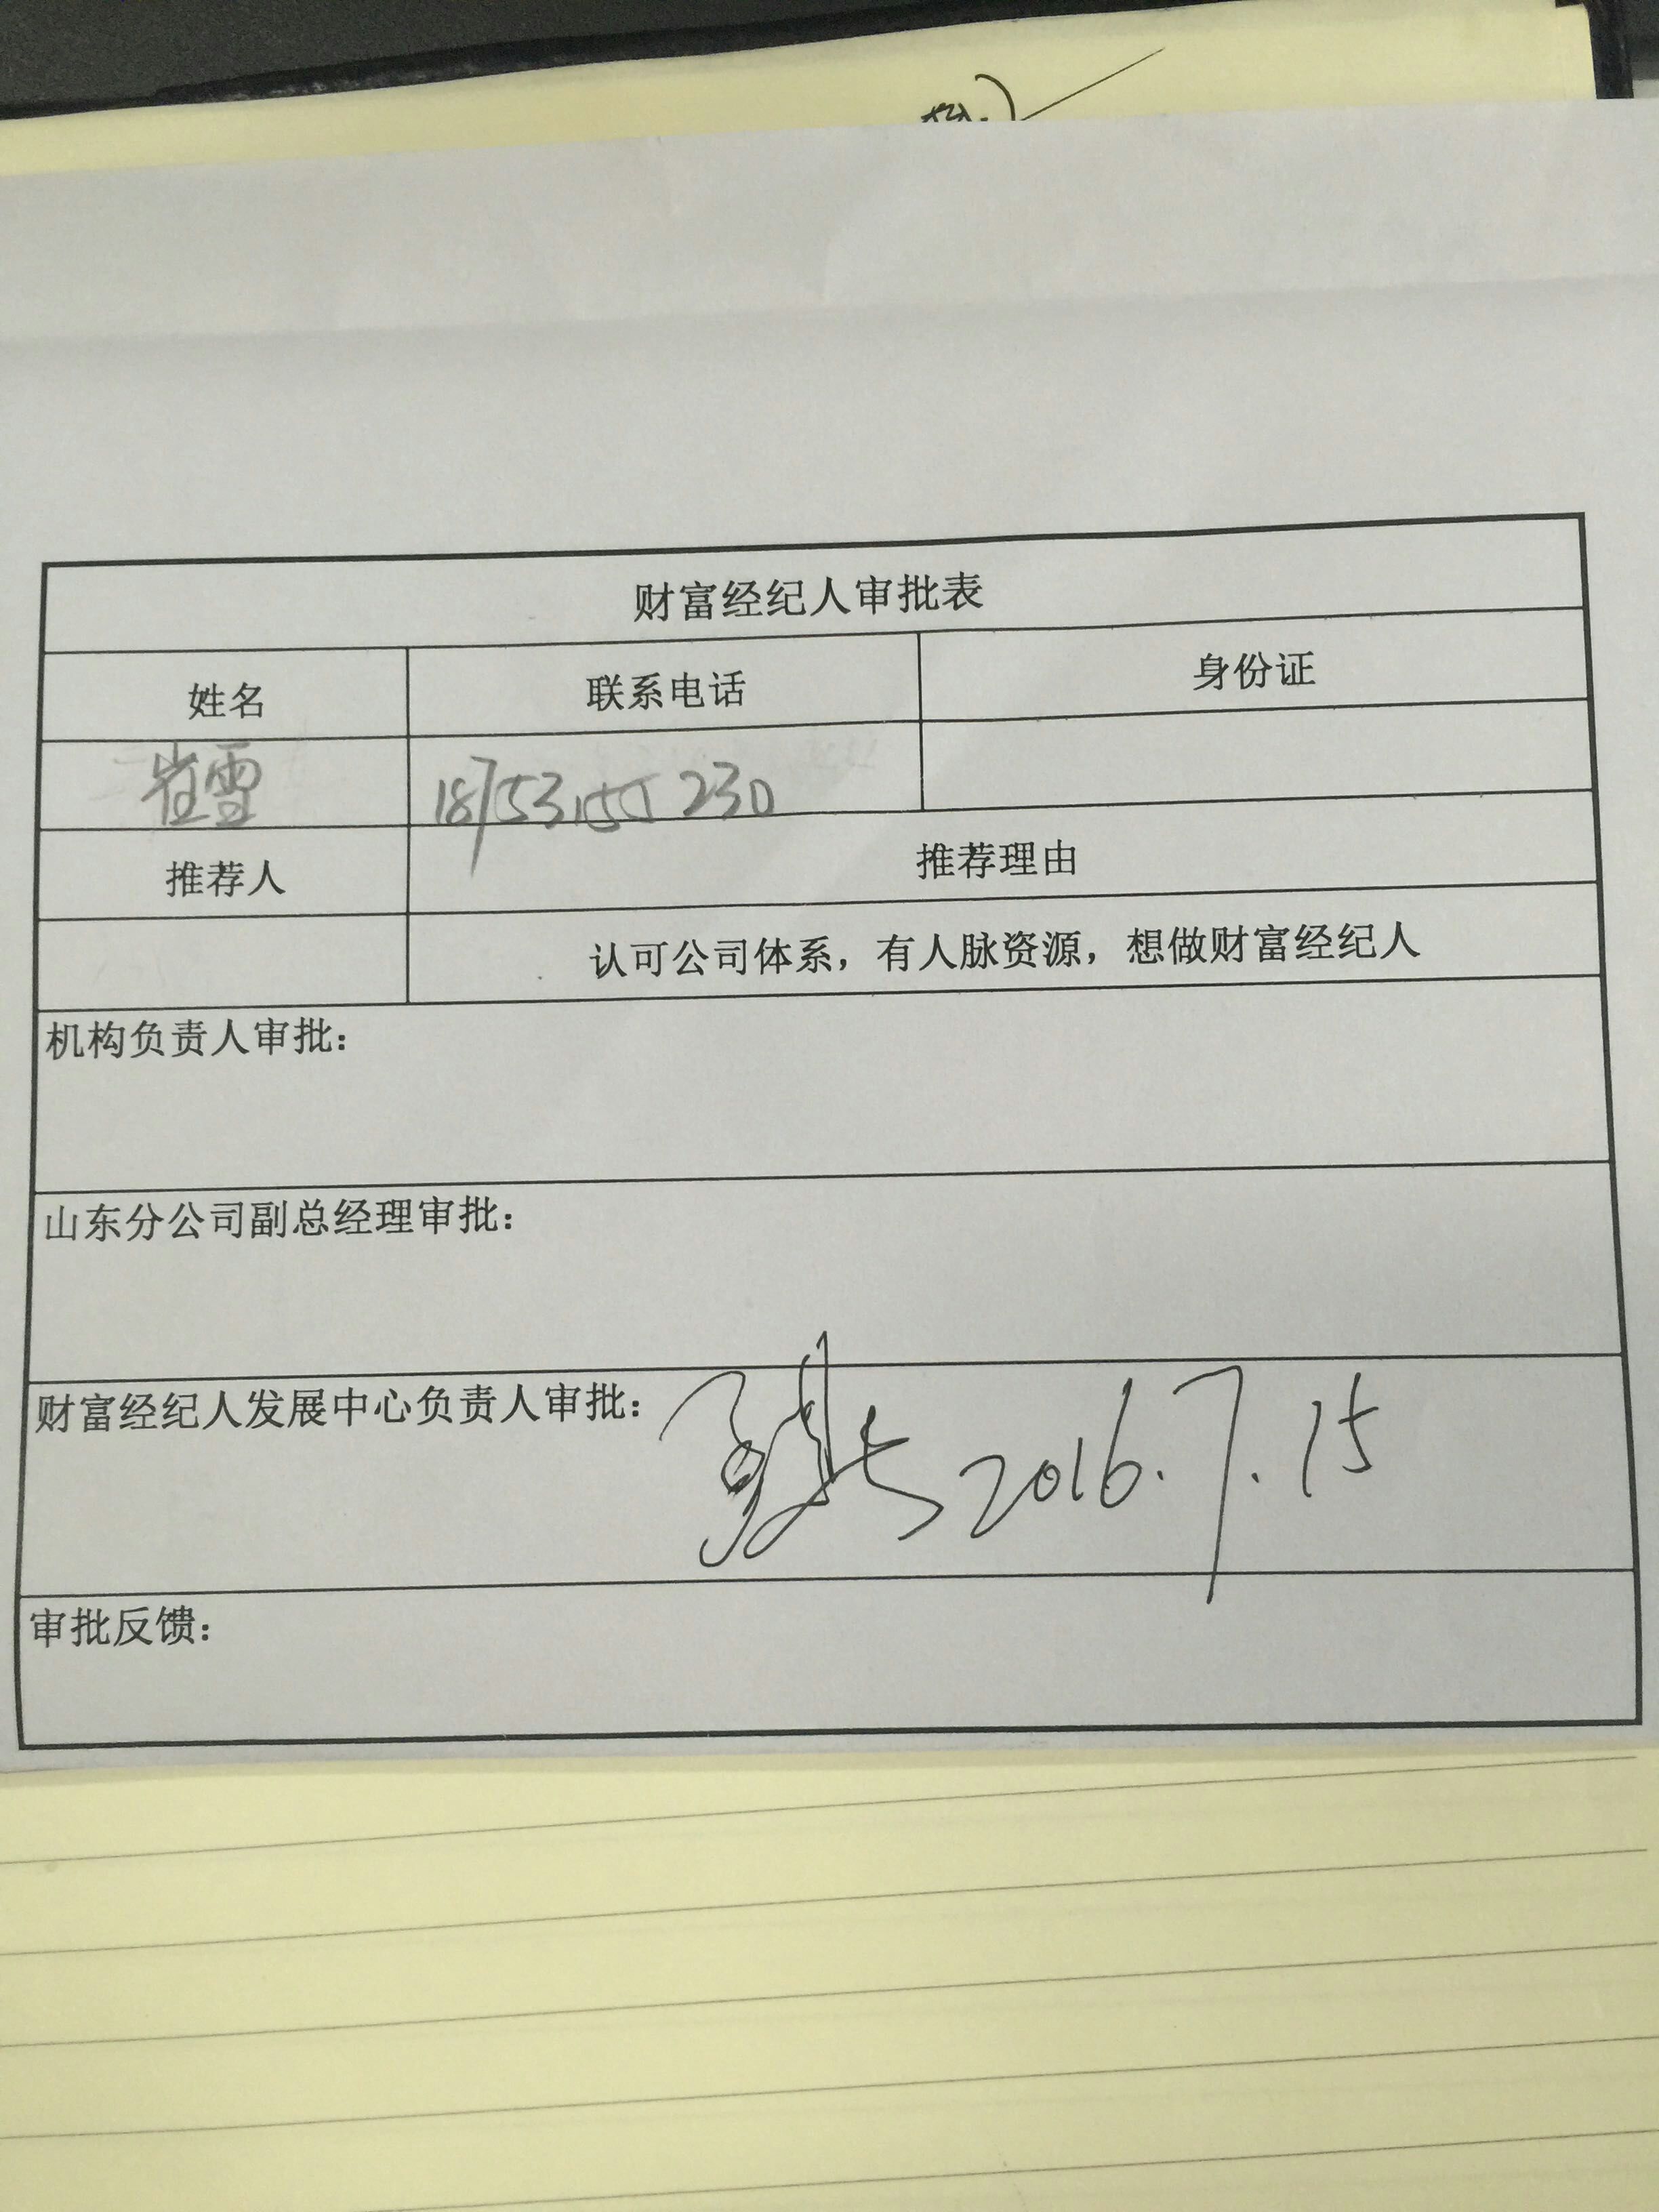 财富经纪人审批表
姓名 联系电话 身份证
崔雪 18753155230
推荐人 推荐理由
认可公司体系，有人脉资源，想做财富经纪人
机构负责人审批：
山东分公司副总经理审批：
财富经纪人发展中心负责人审批： 2016.7.15
审批反馈：